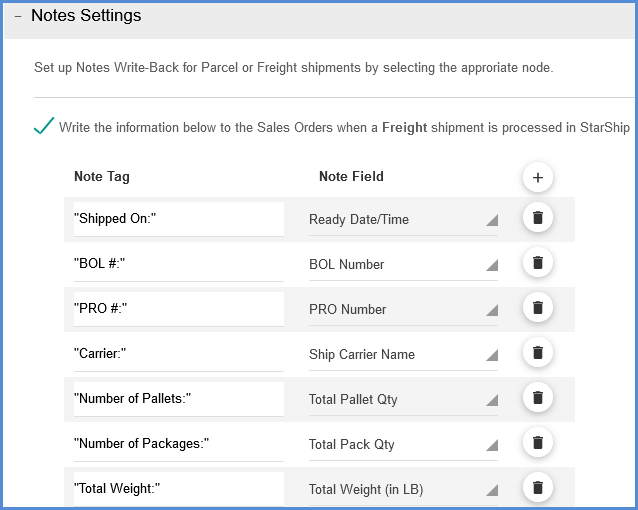 − Notes Settings
Set up Notes Write-Back for Parcel or Freight shipments by selecting the approriate node.
Write the information below to the Sales Orders when a Freight shipment is processed in StarShip
Note Tag Note Field +
"Shipped On:" Ready Date/Time
"BOL #:" BOL Number
"PRO #:" PRO Number
"Carrier:" Ship Carrier Name
"Number of Pallets:" Total Pallet Qty
"Number of Packages:" Total Pack Qty
"Total Weight:" Total Weight (in LB)